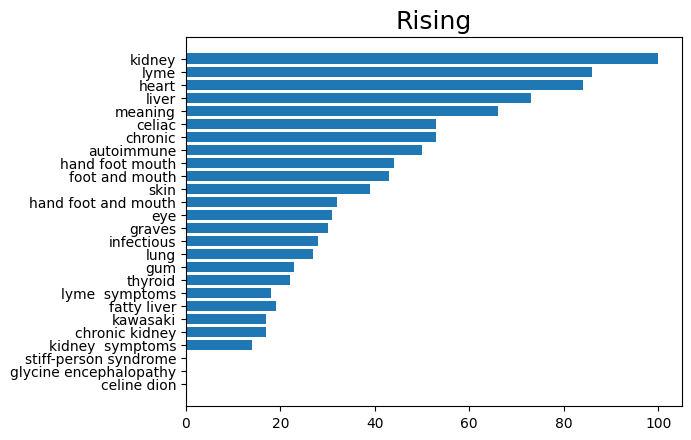 Rising
kidney
lyme
heart
liver
meaning
celiac
chronic
autoimmune
hand foot mouth
foot and mouth
skin
hand foot and mouth
eye
graves
infectious
lung
gum
thyroid
lyme  symptoms
fatty liver
kawasaki
chronic kidney
kidney  symptoms
stiff-person syndrome
glycine encephalopathy
celine dion
0 20 40 60 80 100